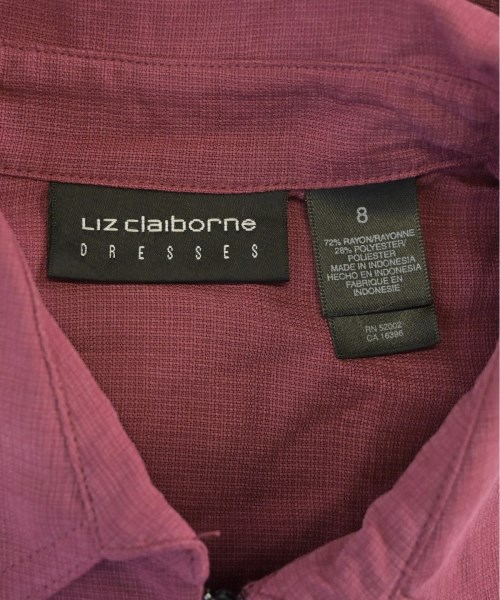 Liz claiborne
DRESSES
8
72% RAYON/RAYONNE
28% POLYESTER/
POLIESTER
MADE IN INDONESIA
HECHO EN INDONESIA
FABRIQUE EN
INDONESIE
RN 52002
CA 16396